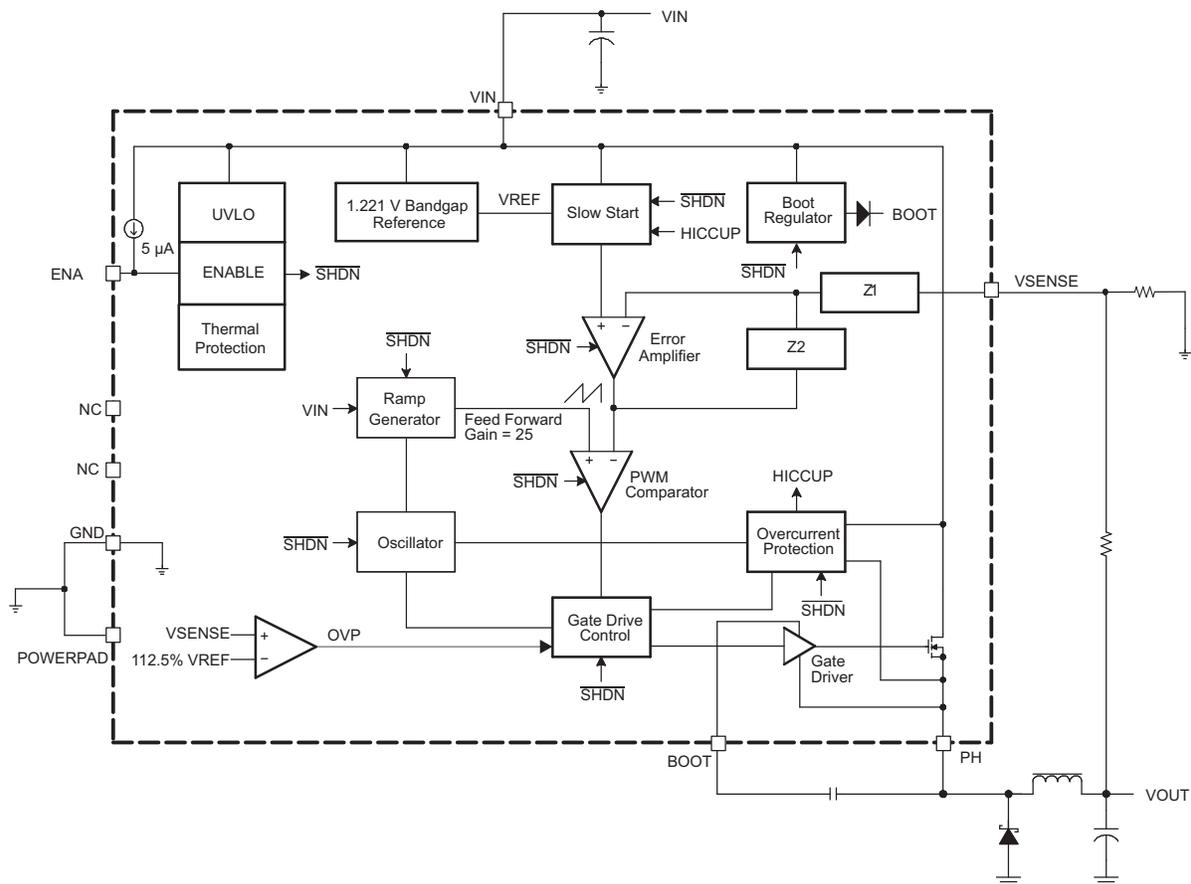 VIN
VIN
UVLO
1.221 V Bandgap
Reference
VREF
Slow Start
SHDN
HICCUP
Boot
Regulator
BOOT
5 µA
ENA
ENABLE
SHDN
SHDN
Z1
VSENSE
Thermal
Protection
SHDN
SHDN
+
−
Error
Amplifier
Z2
NC
VIN
Ramp
Generator
Feed Forward
Gain = 25
NC
SHDN
+
−
PWM
Comparator
HICCUP
GND
SHDN
Oscillator
Overcurrent
Protection
SHDN
POWERPAD
VSENSE
+
112.5% VREF
−
OVP
Gate Drive
Control
SHDN
Gate
Driver
BOOT
PH
VOUT